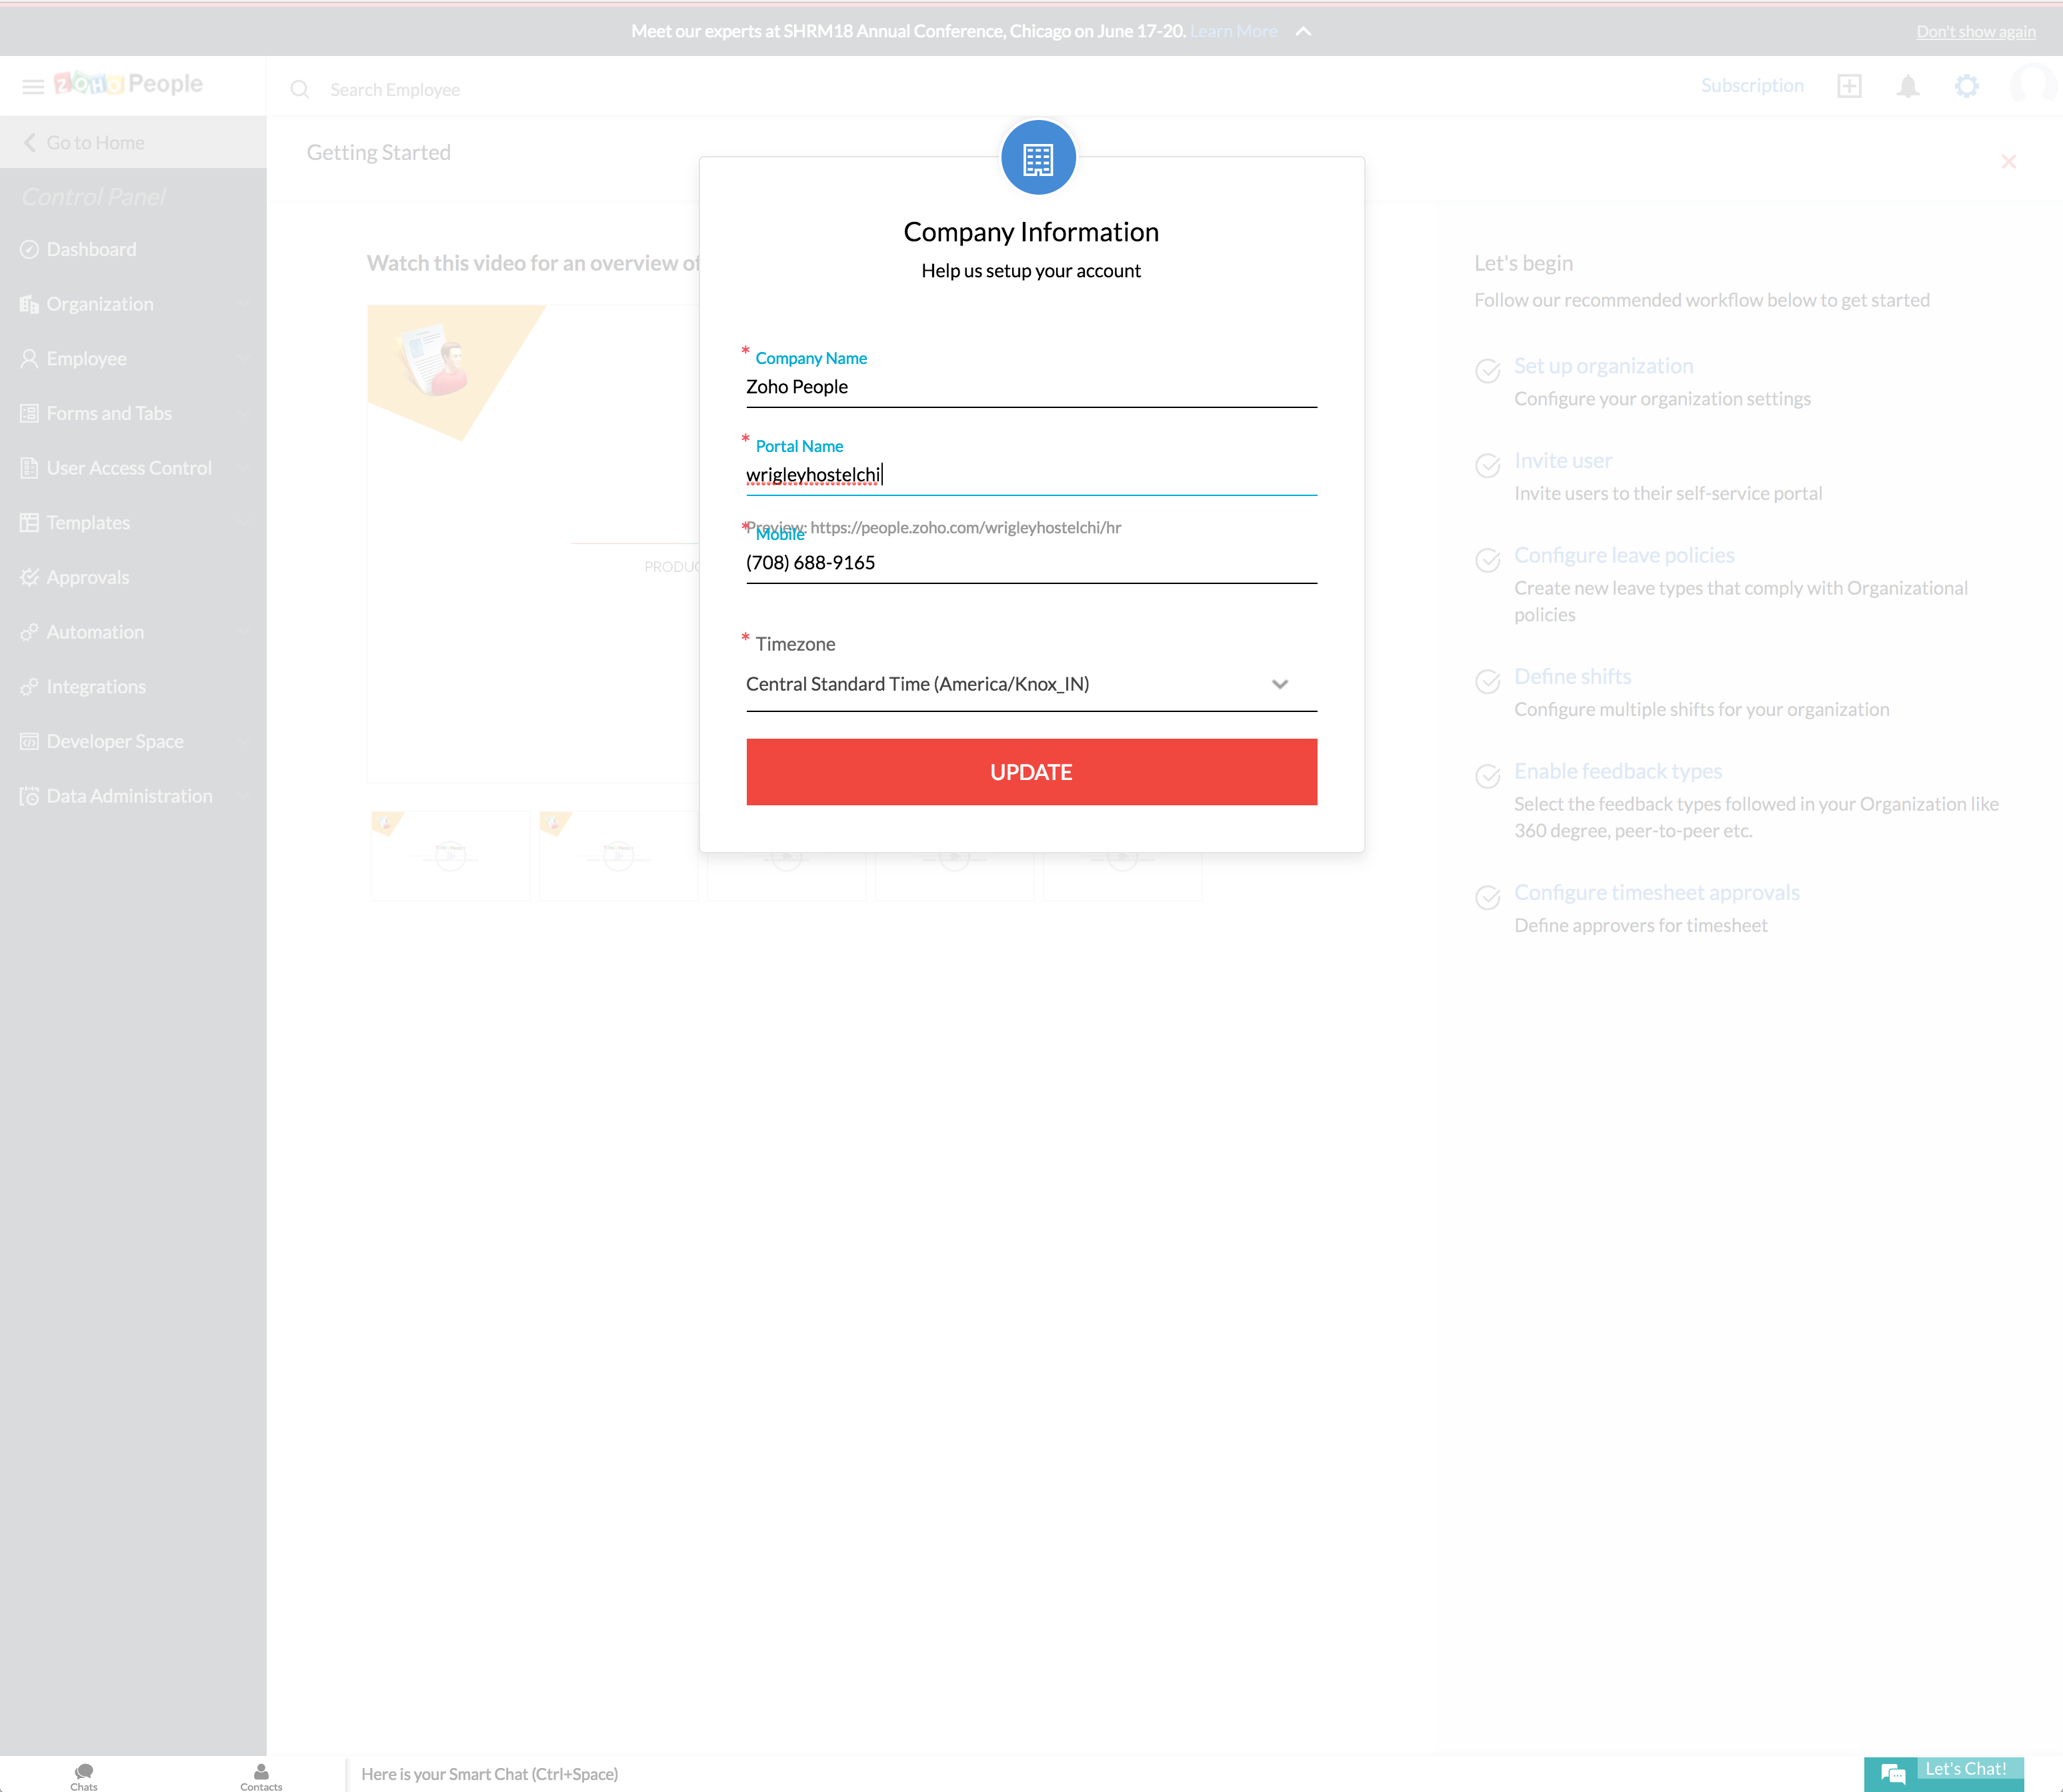 Meet our experts at SHRM18 Annual Conference, Chicago on June 17-20. Learn More
Don't show again
ZOHO People
Search Employee
Subscription
Go to Home
Getting Started
Control Panel
Dashboard
Organization
Employee
Forms and Tabs
User Access Control
Templates
Approvals
Automation
Integrations
Developer Space
Data Administration
Watch this video for an overview of
PRODUC
Company Information
Help us setup your account
* Company Name
Zoho People
* Portal Name
wrigleyhostelchi
Preview: https://people.zoho.com/wrigleyhostelchi/hr
* Mobile
(708) 688-9165
* Timezone
Central Standard Time (America/Knox_IN)
UPDATE
Let's begin
Follow our recommended workflow below to get started
Set up organization
Configure your organization settings
Invite user
Invite users to their self-service portal
Configure leave policies
Create new leave types that comply with Organizational
policies
Define shifts
Configure multiple shifts for your organization
Enable feedback types
Select the feedback types followed in your Organization like
360 degree, peer-to-peer etc.
Configure timesheet approvals
Define approvers for timesheet
Chats
Contacts
Here is your Smart Chat (Ctrl+Space)
Let's Chat!